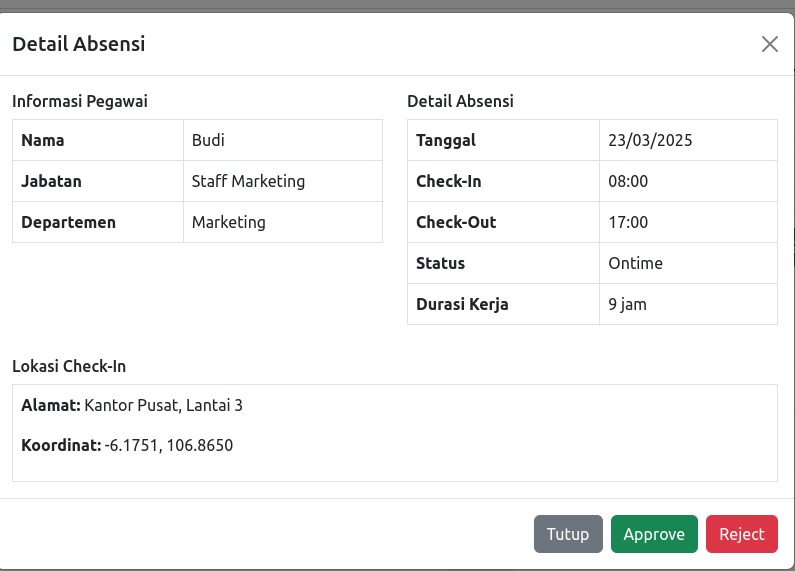 Detail Absensi
Informasi Pegawai
Nama Budi
Jabatan Staff Marketing
Departemen Marketing
Detail Absensi
Tanggal 23/03/2025
Check-In 08:00
Check-Out 17:00
Status Ontime
Durasi Kerja 9 jam
Lokasi Check-In
Alamat: Kantor Pusat, Lantai 3
Koordinat: -6.1751, 106.8650
Tutup Approve Reject